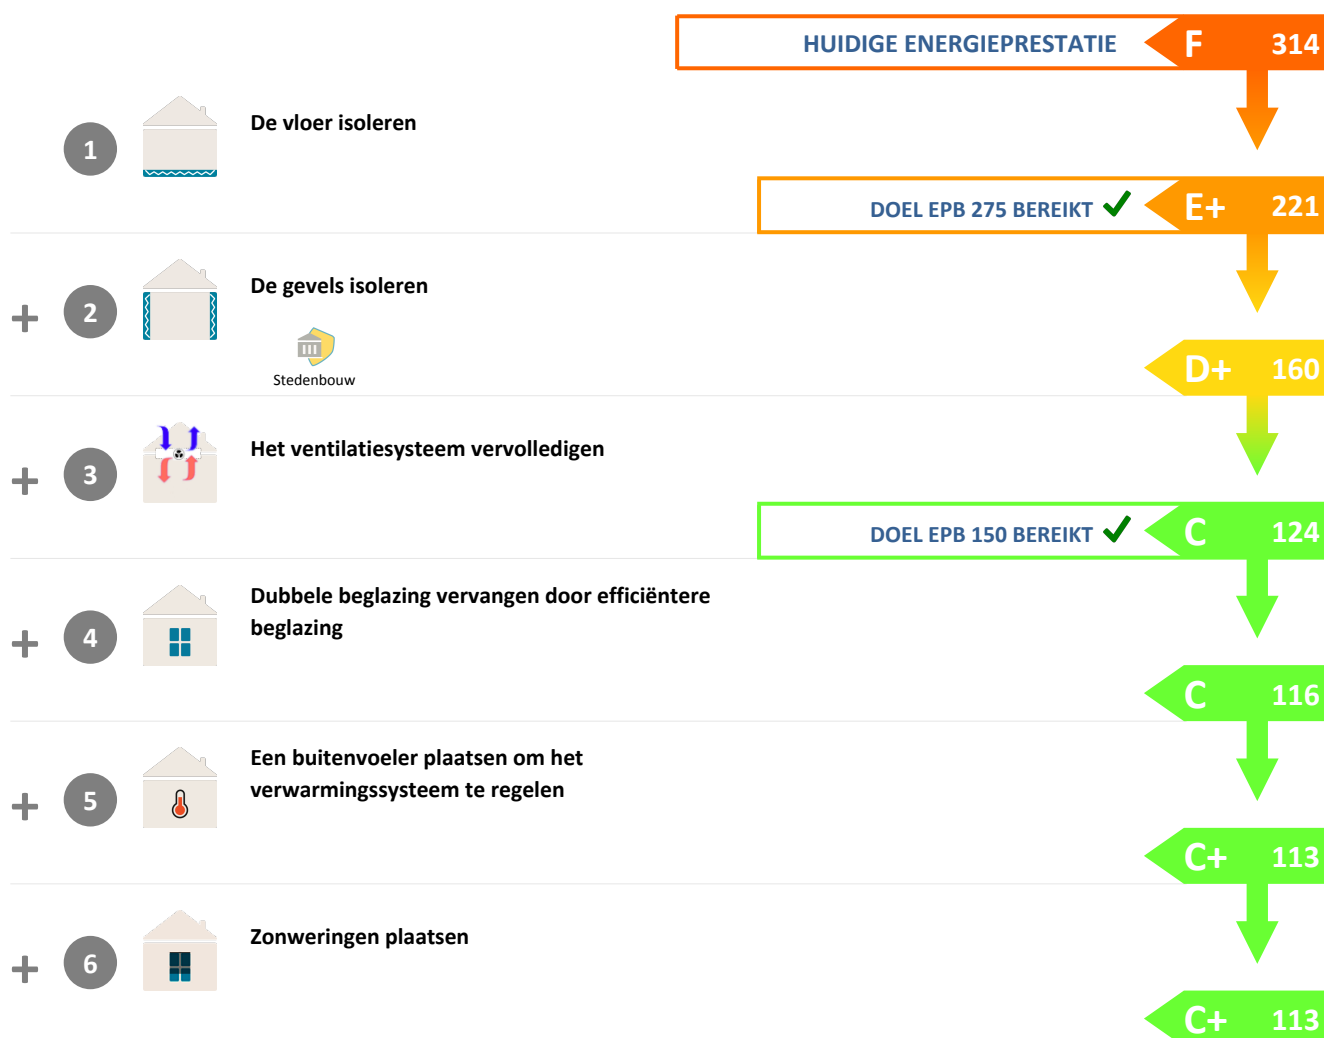 HUIDIGE ENERGIEPRESTATIE F 314
1 De vloer isoleren
DOEL EPB 275 BEREIKT E+ 221
+ 2 De gevels isoleren
Stedenbouw
D+ 160
+ 3 Het ventilatiesysteem vervolledigen
DOEL EPB 150 BEREIKT C 124
+ 4 Dubbele beglazing vervangen door efficiëntere
beglazing
C 116
+ 5 Een buitenvoeler plaatsen om het
verwarmingssysteem te regelen
C+ 113
+ 6 Zonweringen plaatsen
C+ 113